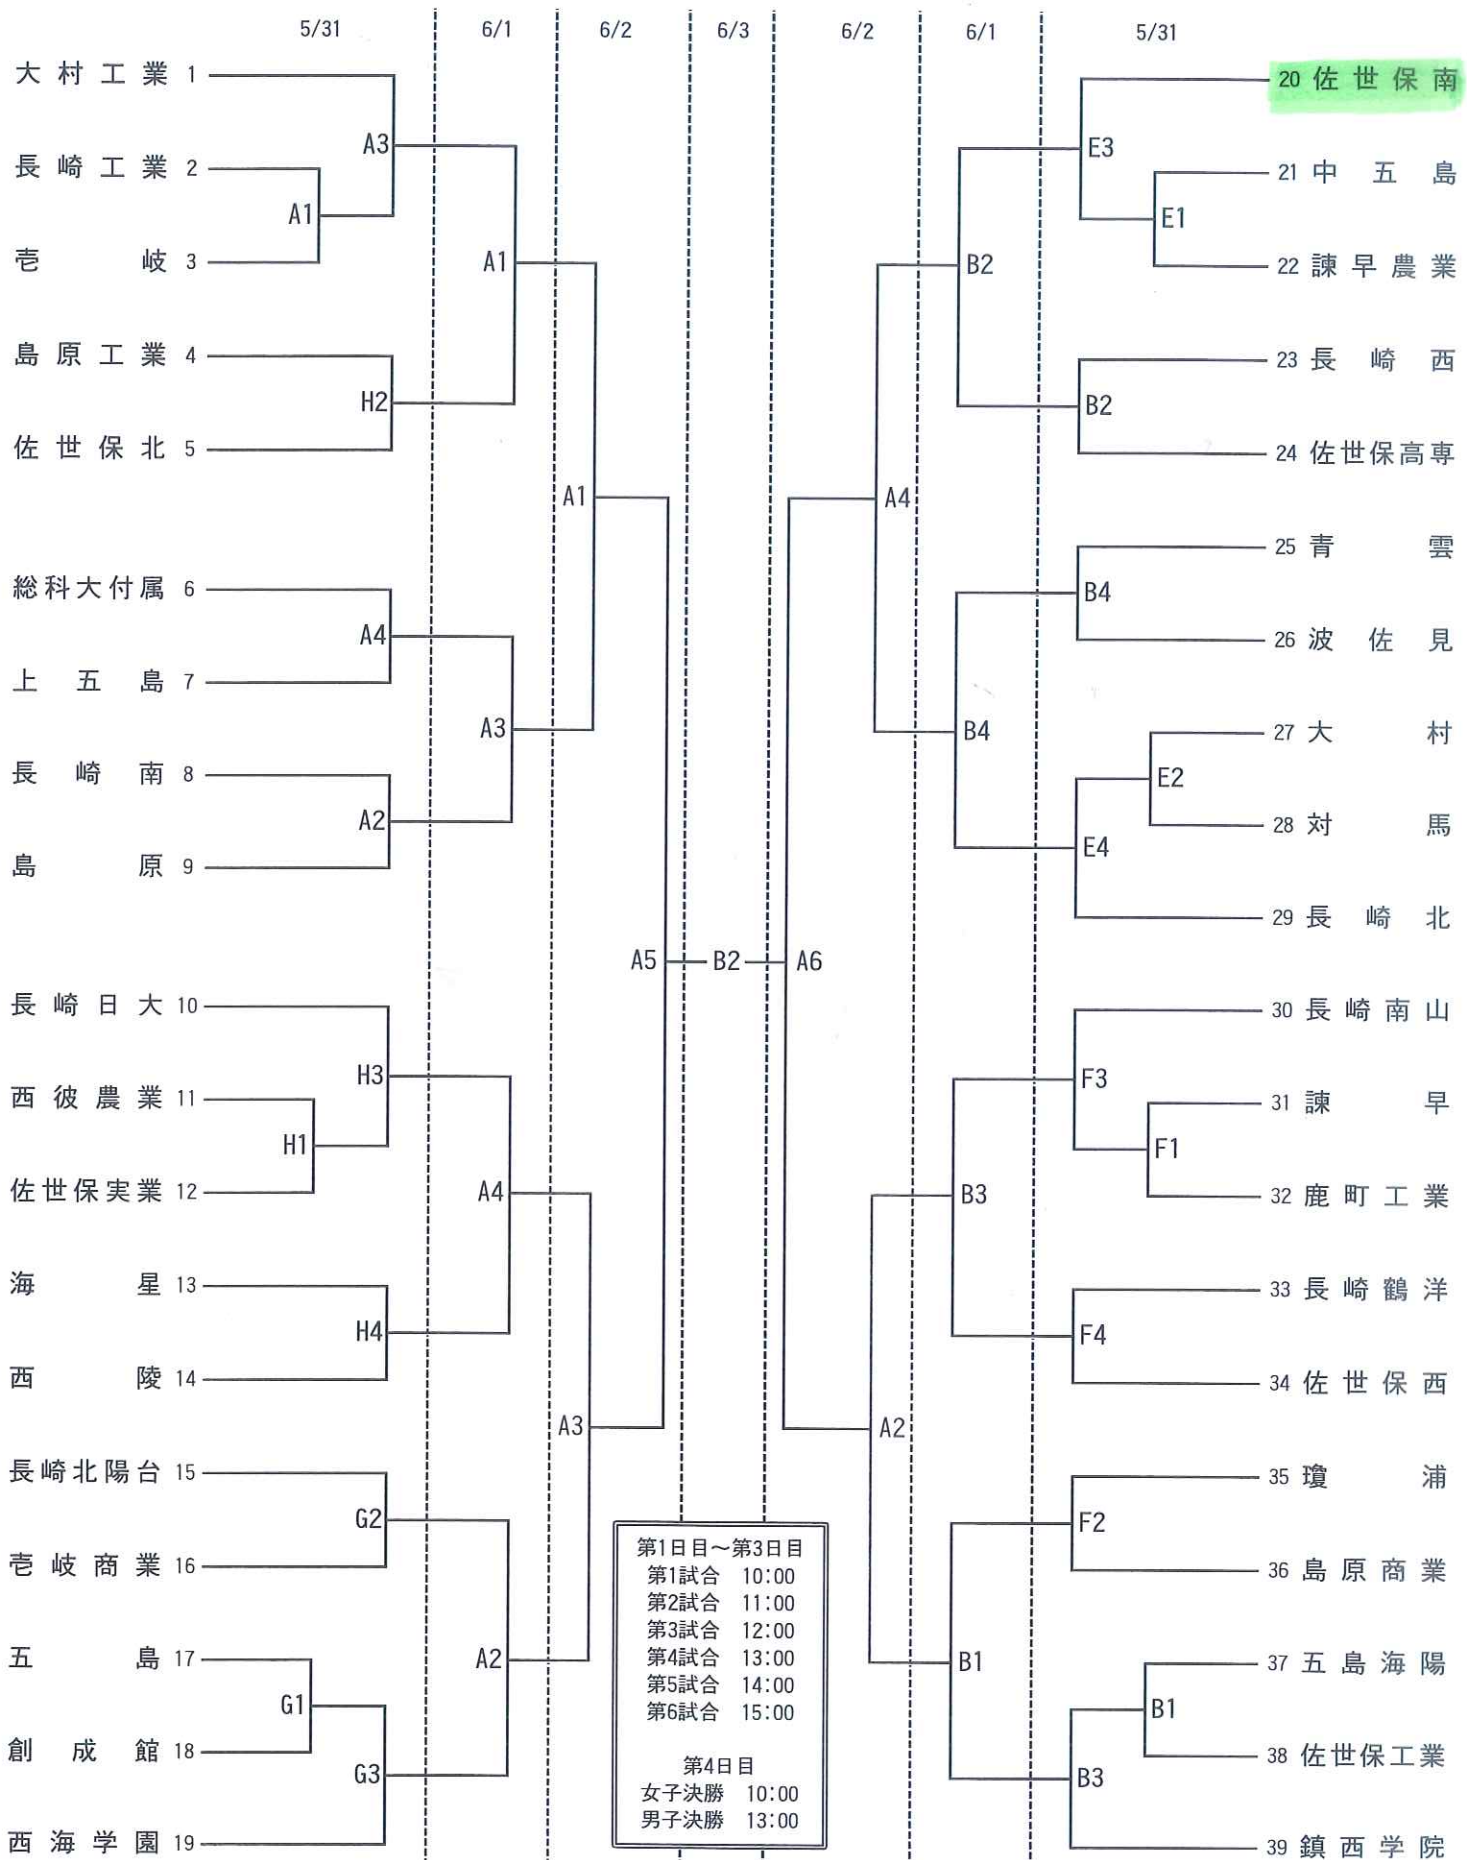 5/31 6/1 6/2 6/3 6/2 6/1 5/31
大村工業 1
A3
長崎工業 2
A1
壱岐 3
A1
島原工業 4
H2
佐世保北 5
A1
総科大付属 6
A4
上五島 7
A3
長崎南 8
A2
島原 9
A5
長崎日大 10
H3
西彼農業 11
H1
佐世保実業 12
A4
海星 13
H4
西陵 14
A3
長崎北陽台 15
G2
壱岐商業 16
A2
五島 17
G1
創成館 18
G3
西海学園 19
B2
20 佐世保南
E3
21 中五島
E1
22 諫早農業
B2
23 長崎西
B2
24 佐世保高専
A4
25 青雲
B4
26 波佐見
B4
27 大村
E2
28 対馬
E4
29 長崎北
A6
30 長崎南山
F3
31 諫早
F1
32 鹿町工業
B3
33 長崎鶴洋
F4
34 佐世保西
A2
35 瓊浦
F2
36 島原商業
B1
37 五島海陽
B1
38 佐世保工業
B3
39 鎮西学院
第1日目～第3日目
第1試合 10:00
第2試合 11:00
第3試合 12:00
第4試合 13:00
第5試合 14:00
第6試合 15:00
第4日目
女子決勝 10:00
男子決勝 13:00